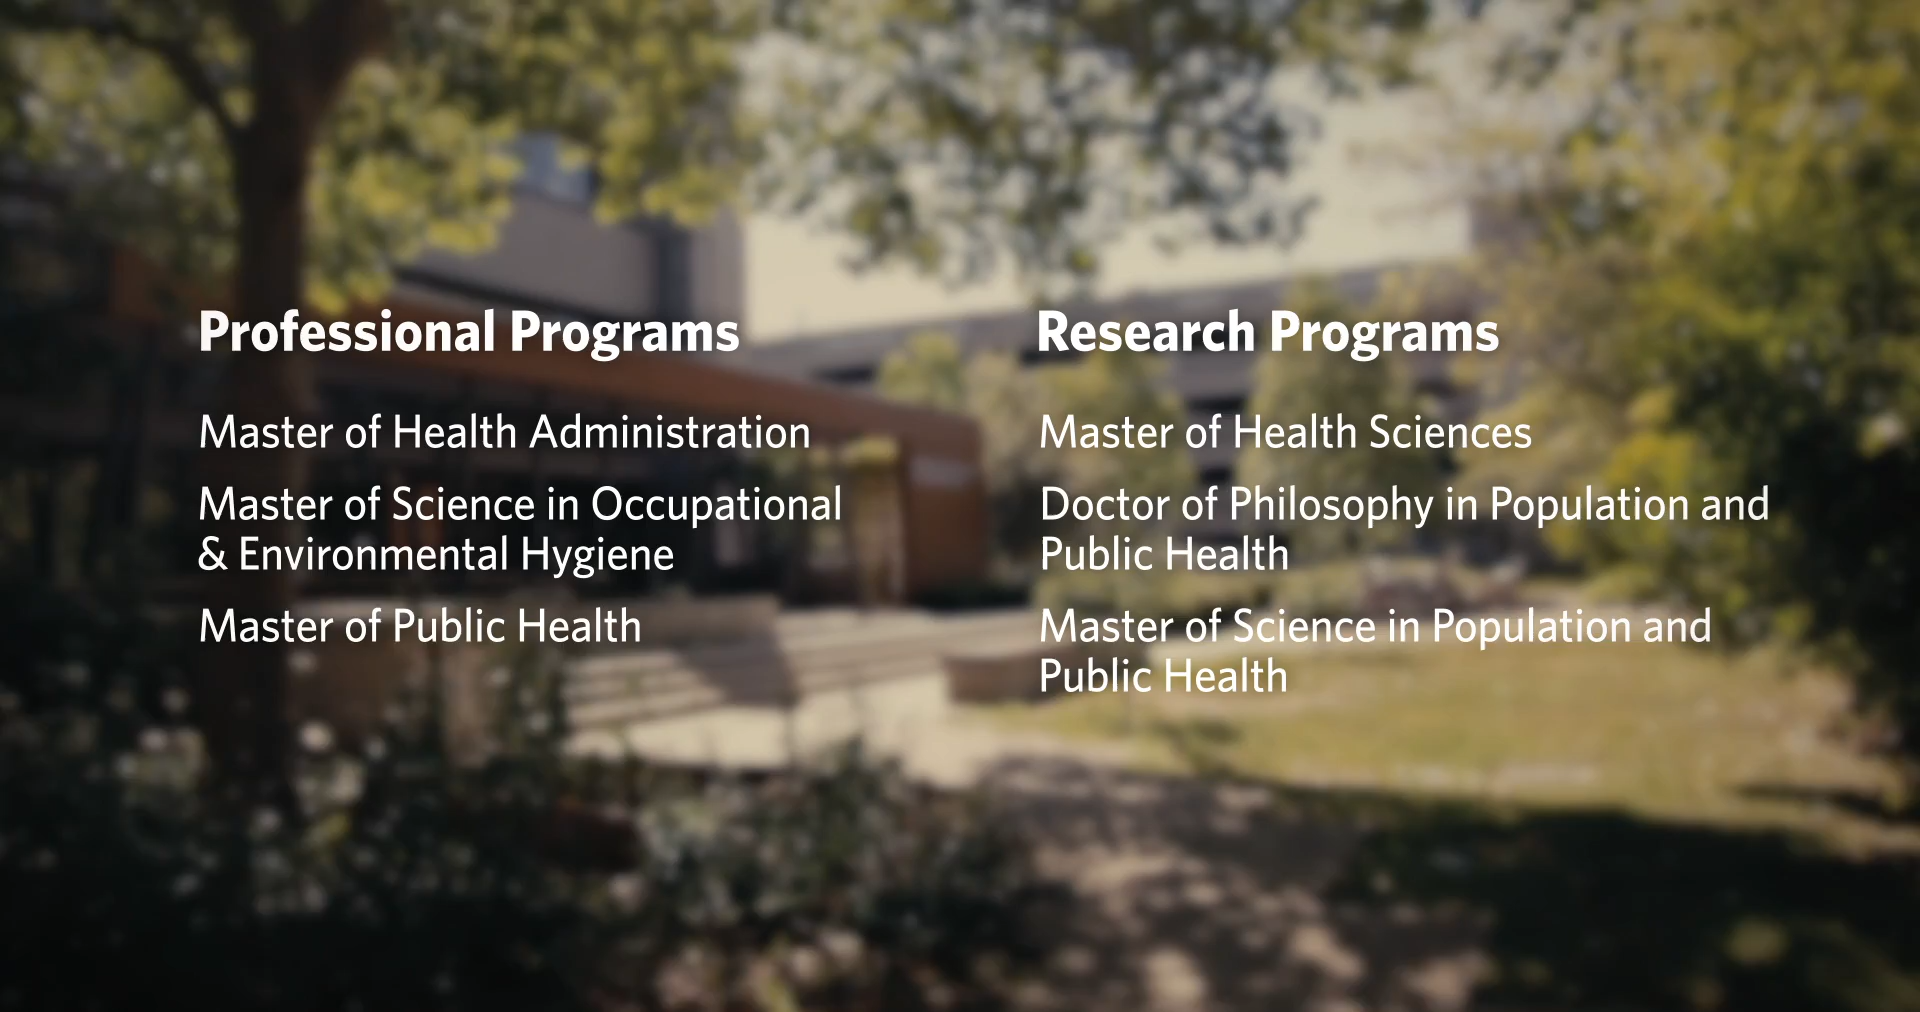 Professional Programs
Master of Health Administration
Master of Science in Occupational
& Environmental Hygiene
Master of Public Health
Research Programs
Master of Health Sciences
Doctor of Philosophy in Population and
Public Health
Master of Science in Population and
Public Health